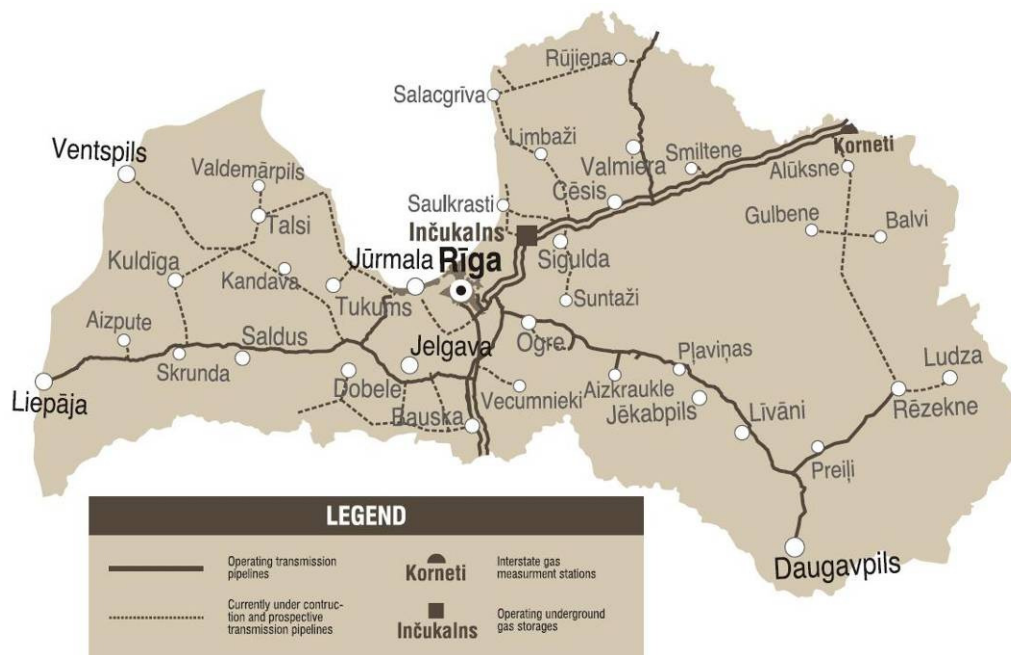 Rūjiena
Salacgrīva
Ventspils
Limbaži
Korneti
Valdemārpils
Valmiera
Smiltene
Alūksne
Cēsis
Saulkrasti
Talsi
Gulbene
Balvi
Inčukalns
Jūrmala
Rīga
Sigulda
Kuldīga
Kandava
Tukums
Suntaži
Aizpute
Saldus
Jelgava
Ogre
Pļaviņas
Ludza
Skrunda
Liepāja
Dobele
Vecumnieki
Aizkraukle
Jēkabpils
Līvāni
Rēzekne
Bauska
Preiļi
Daugavpils
LEGEND
Operating transmission
pipelines
Korneti
Interstate gas
measurment stations
Currently under contruc-
tion and prospective
transmission pipelines
Inčukalns
Operating underground
gas storages